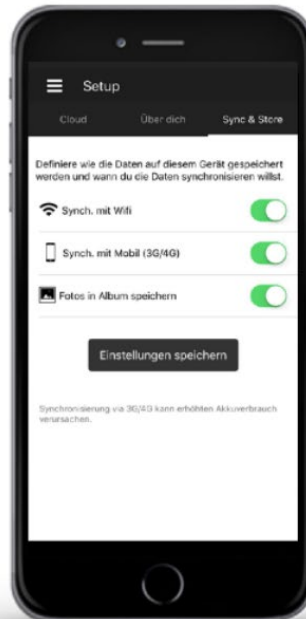 Setup
Cloud Über dich Sync & Store
Definiere wie die Daten auf diesem Gerät gespeichert
werden und wann du die Daten synchronisieren willst.
Synch. mit Wifi
Synch. mit Mobil (3G/4G)
Fotos in Album speichern
Einstellungen speichern
Synchronisierung via 3G/4G kann erhöhten Akkuverbrauch
verursachen.